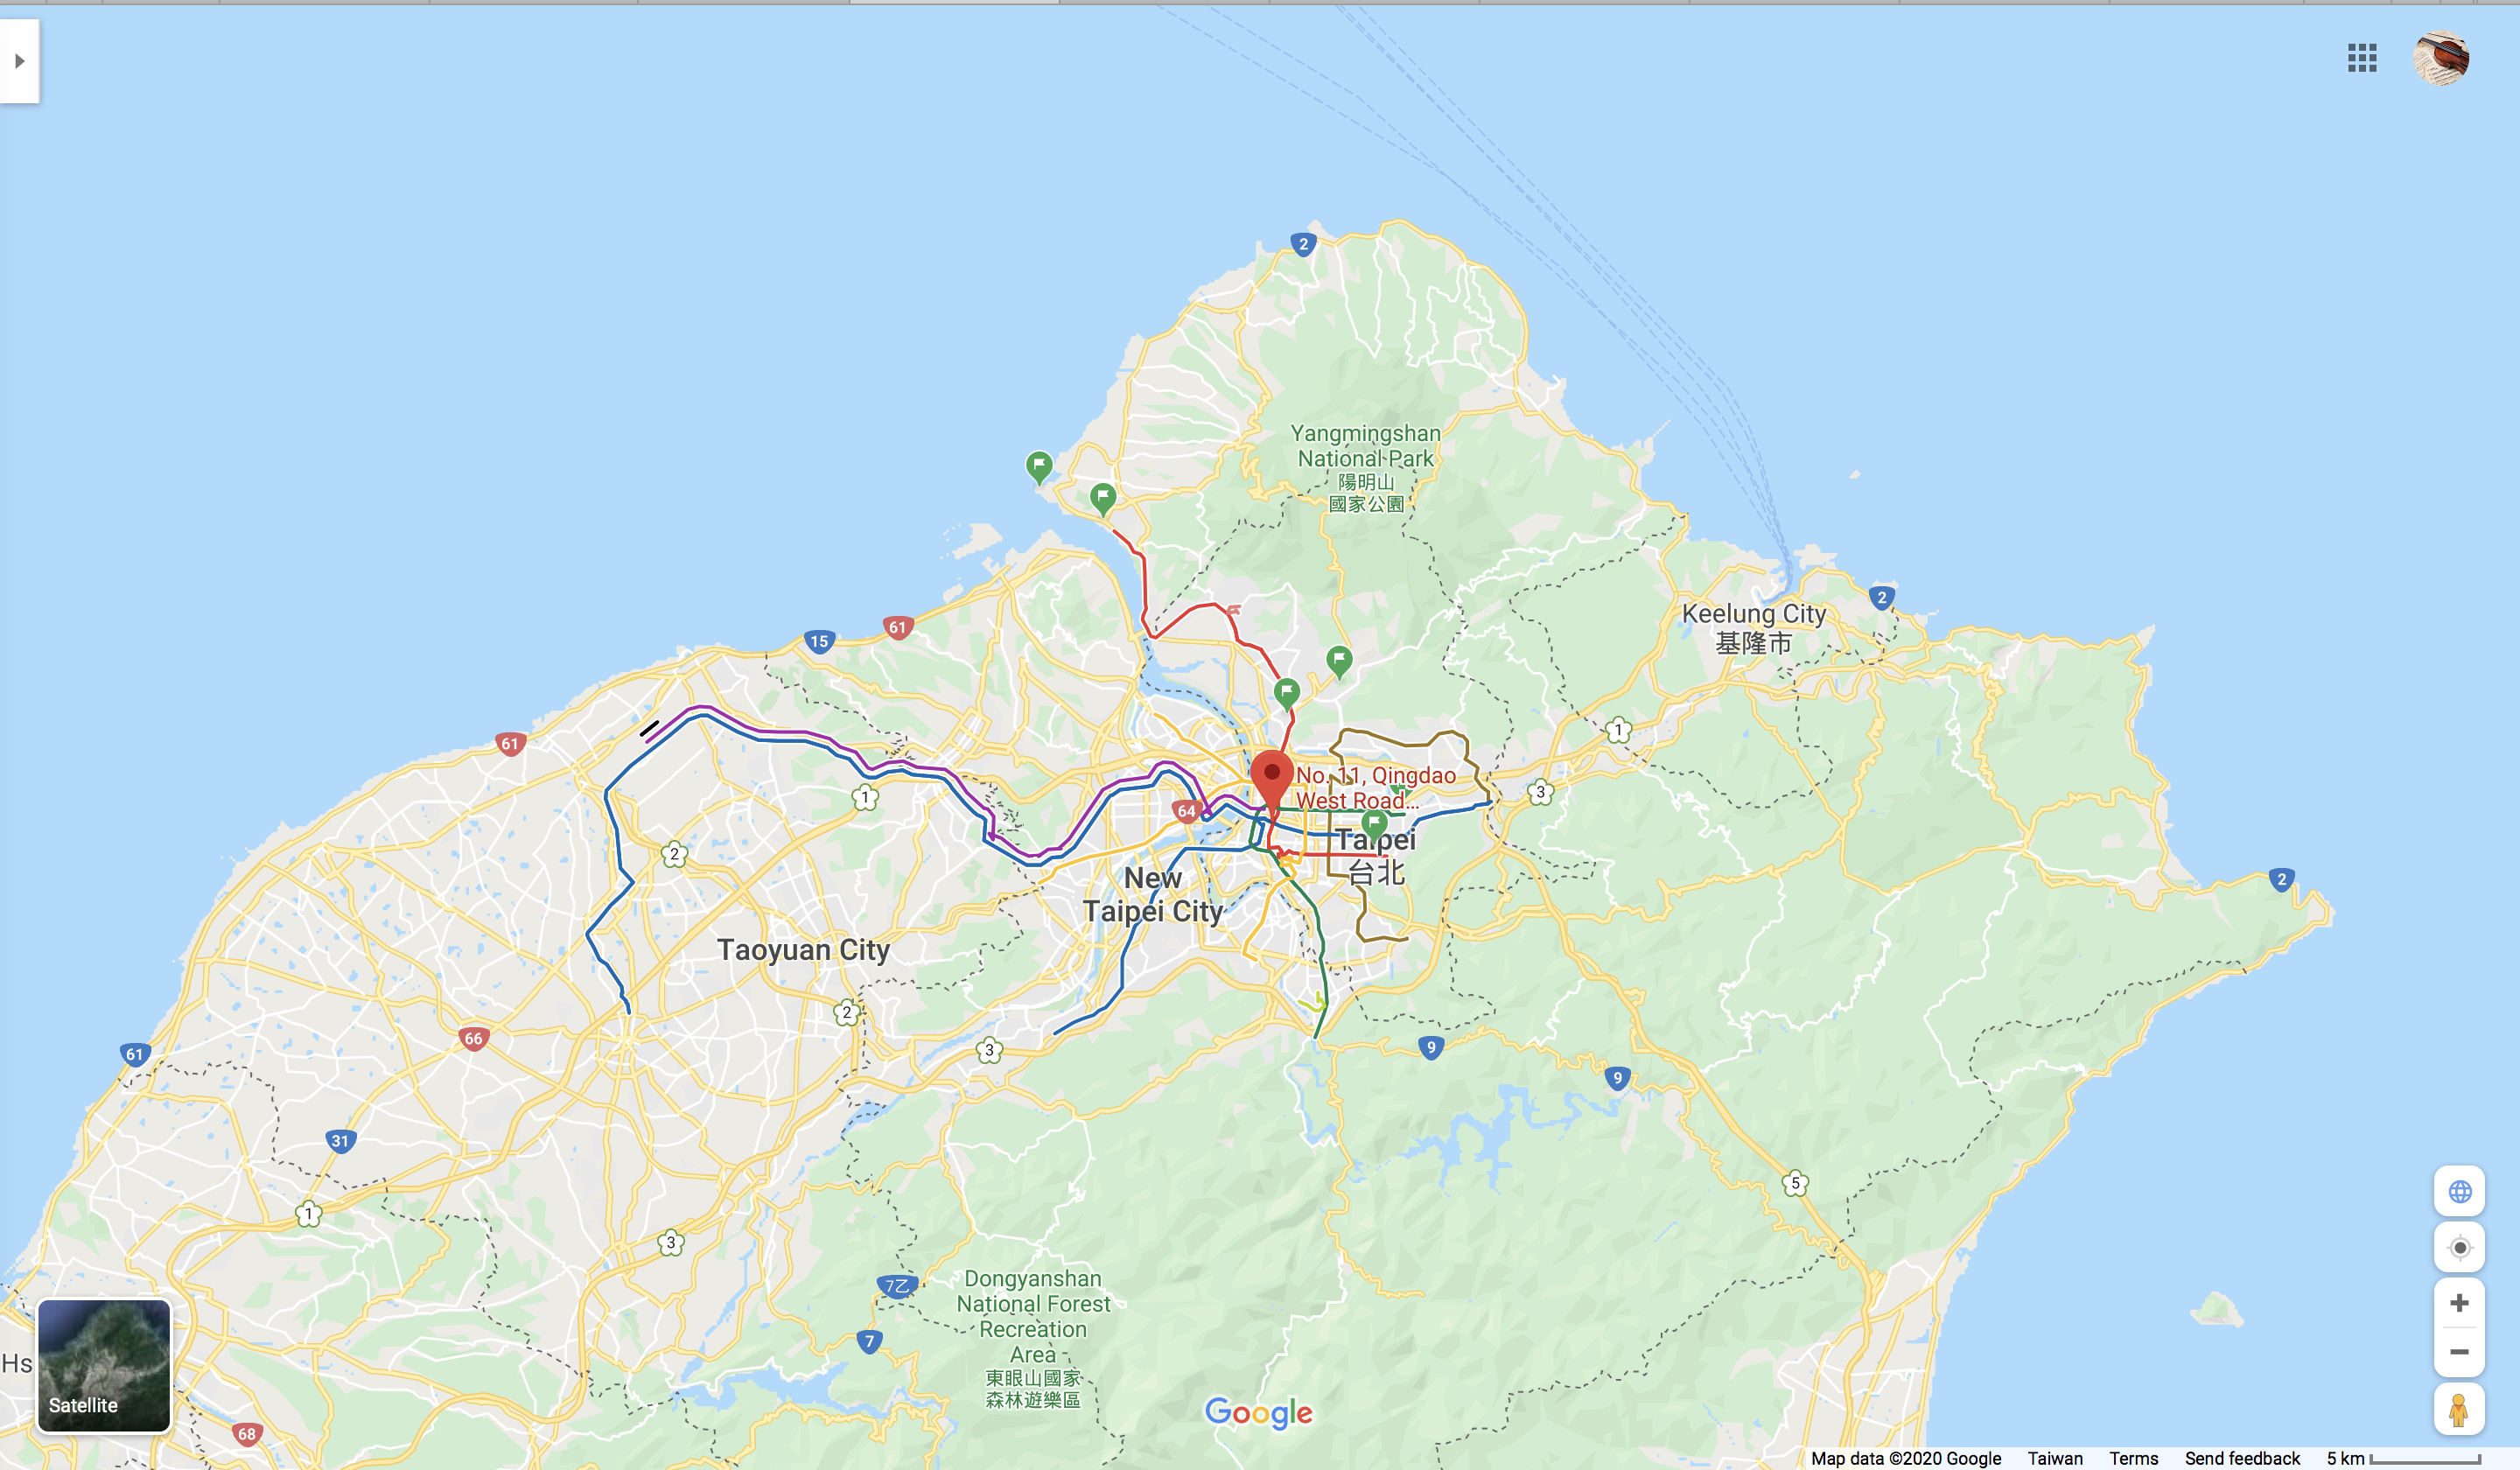 2
Yangmingshan
National Park
陽明山
國家公園
Keelung City
基隆市
2
61
15
61
1
1
3
No. 11, Qingdao
West Road...
64
Taipei
台北
2
New
Taipei City
2
Taoyuan City
2
66
61
3
9
9
31
1
5
3
7乙
Dongyanshan
National Forest
Recreation
Area
東眼山國家
森林遊樂區
7
Hs
Satellite
68
Google
Map data ©2020 Google Taiwan Terms Send feedback 5 km